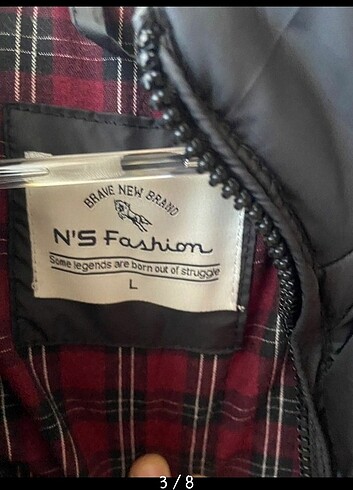 BRAVE NEW BRAND
N'S Fashion
Some legends are born out of struggle
L
3 / 8